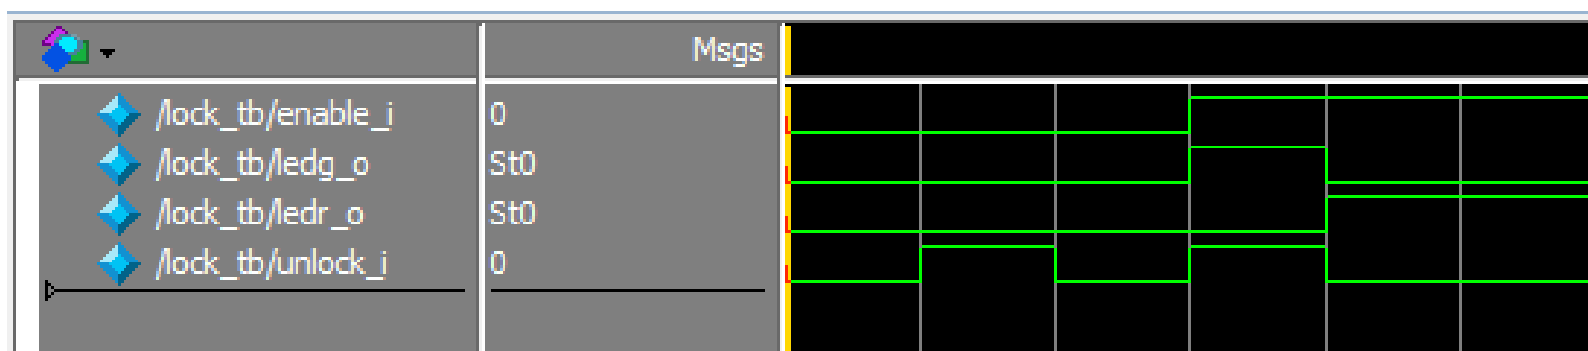 Msgs
/lock_tb/enable_i 0
/lock_tb/ledg_o St0
/lock_tb/ledr_o St0
/lock_tb/unlock_i 0